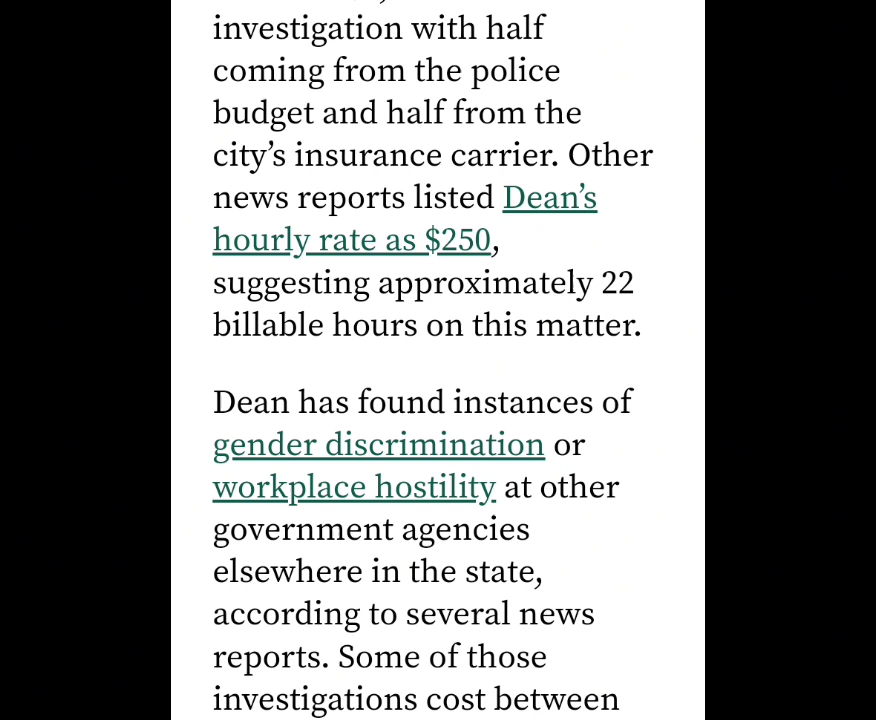 investigation with half
coming from the police
budget and half from the
city’s insurance carrier. Other
news reports listed Dean’s
hourly rate as $250,
suggesting approximately 22
billable hours on this matter.
Dean has found instances of
gender discrimination or
workplace hostility at other
government agencies
elsewhere in the state,
according to several news
reports. Some of those
investigations cost between